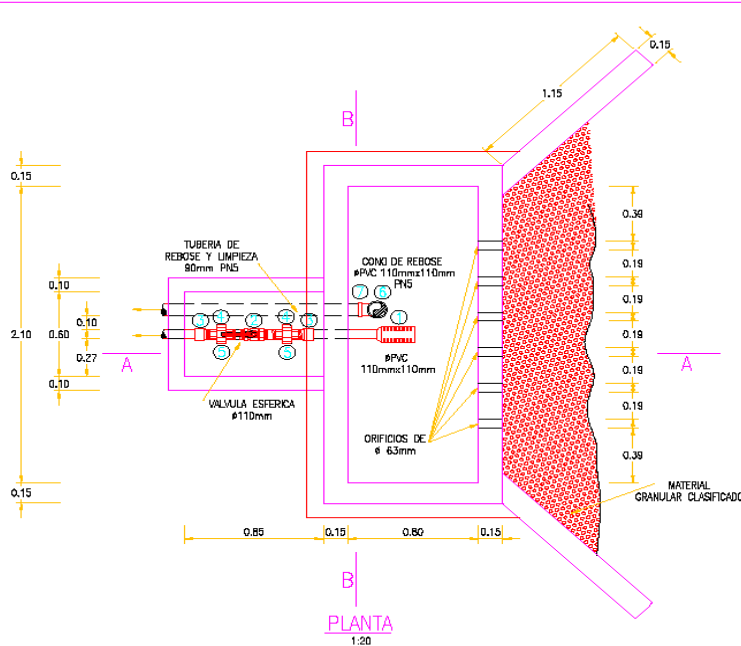 0.15
1.15
B
0.15
0.39
TUBERIA DE
REBOSE Y LIMPIEZA
90mm PN5
CONO DE REBOSE
øPVC 110mmx110mm
PN5
0.19
0.10
7
6
0.19
0.10
3
4
2
4
3
1
0.19
2.10
0.60
0.27
5
5
0.19
A
A
øPVC
110mmx110mm
0.10
VALVULA ESFERICA
ø110mm
0.19
ORIFICIOS DE
ø 63mm
0.39
0.15
MATERIAL
GRANULAR CLASIFICADO
0.85
0.15
0.80
0.15
B
PLANTA
1:20